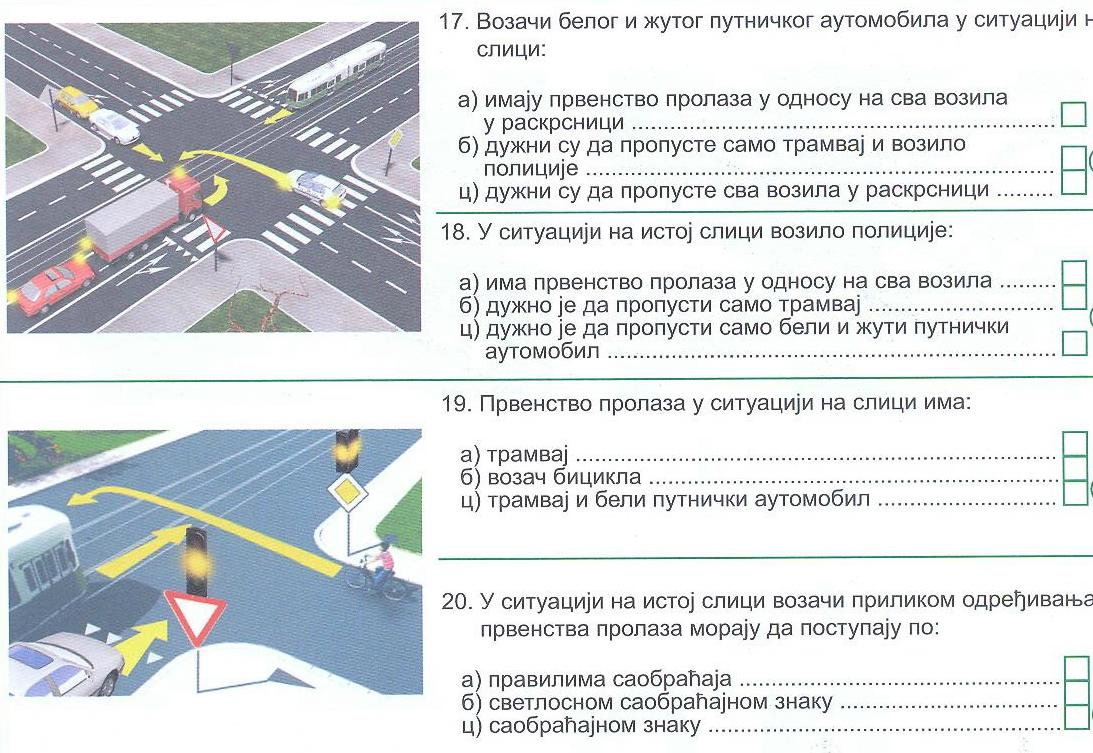 17. Возачи белог и жутог путничког аутомобила у ситуацији н
слици:
а) имају првенство пролаза у односу на сва возила
у раскрсници ................................................................
б) дужни су да пропусте само трамвај и возило
полиције ......................................................................
ц) дужни су да пропусте сва возила у раскрсници .........
18. У ситуацији на истој слици возило полиције:
а) има првенство пролаза у односу на сва возила .........
б) дужно је да пропусти само трамвај ............................
ц) дужно је да пропусти само бели и жути путнички
аутомобил ...................................................................
19. Првенство пролаза у ситуацији на слици има:
а) трамвај .......................................................................
б) возач бицикла .............................................................
ц) трамвај и бели путнички аутомобил ...........................
20. У ситуацији на истој слици возачи приликом одређивања
првенства пролаза морају да поступају по:
а) правилима саобраћаја ................................................
б) светлосном саобраћајном знаку .................................
ц) саобраћајном знаку .....................................................